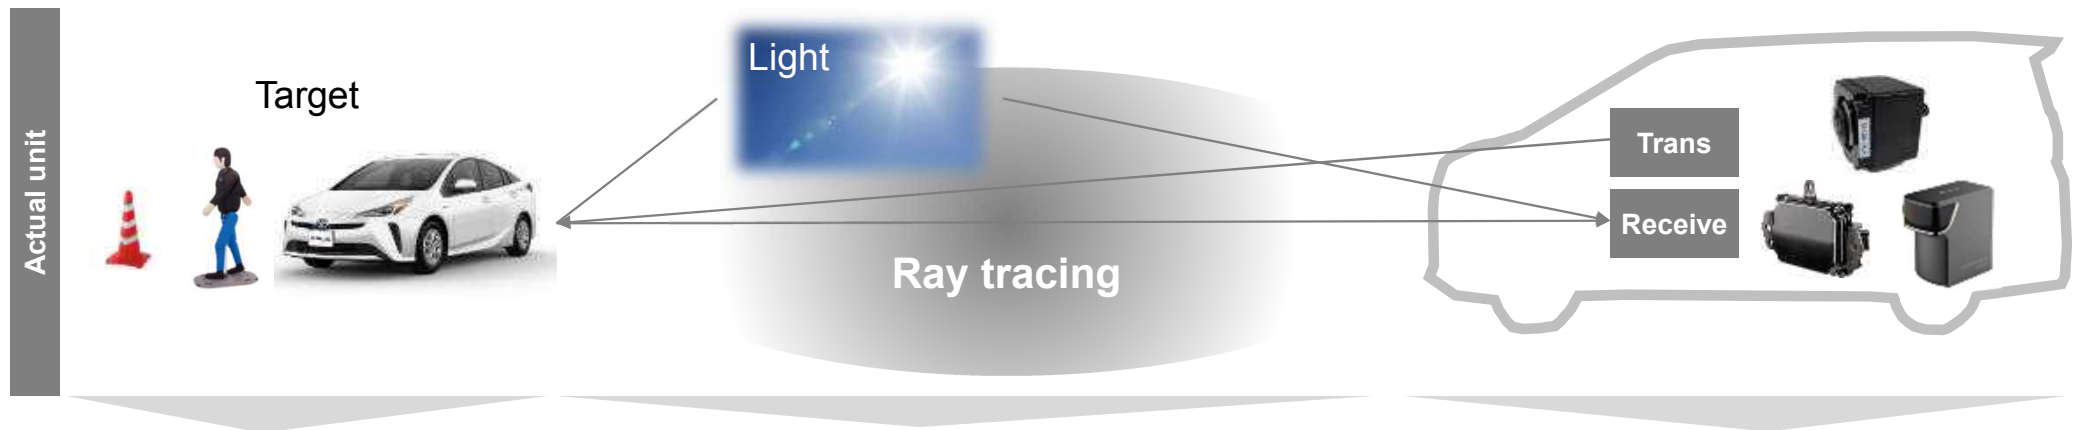 Actual unit
Target
Light
Ray tracing
Trans
Receive